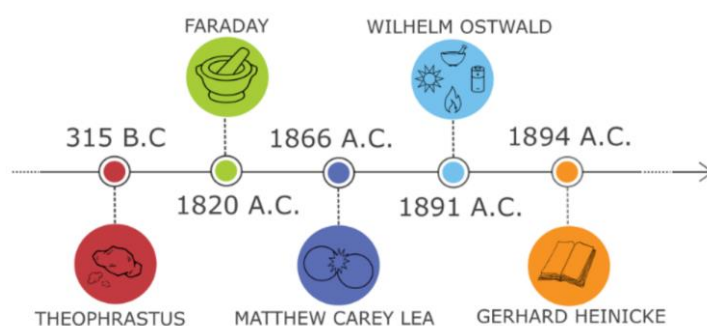 FARADAY
WILHELM OSTWALD
315 B.C
1866 A.C.
1894 A.C.
1820 A.C.
1891 A.C.
THEOPHRASTUS
MATTHEW CAREY LEA
GERHARD HEINICKE